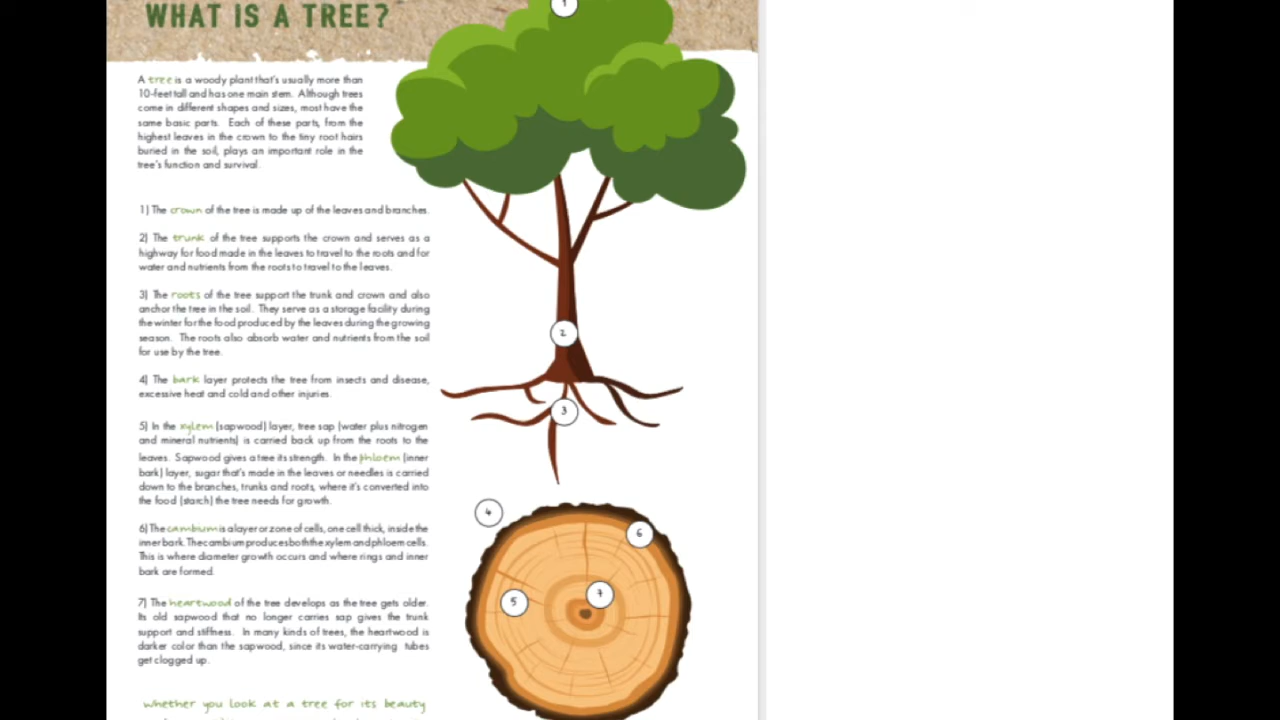 WHAT IS A TREE?
A tree is a woody plant that's usually more than
10-feet tall and has one main stem. Although trees
come in different shapes and sizes, most have the
same basic parts. Each of these parts, from the
highest leaves in the crown to the tiny root hairs
buried in the soil, plays an important role in the
tree's function and survival.
1) The crown of the tree is made up of the leaves and branches.
2) The trunk of the tree supports the crown and serves as a
highway for food made in the leaves to travel to the roots and for
water and nutrients from the roots to travel to the leaves.
3) The roots of the tree support the trunk and crown and also
anchor the tree in the soil. They serve as a storage facility during
the winter for the food produced by the leaves during the growing
season. The roots also absorb water and nutrients from the soil
for use by the tree.
4) The bark layer protects the tree from insects and disease,
excessive heat and cold and other injuries.
5) In the xylem (sapwood) layer, tree sap (water plus nitrogen
and mineral nutrients) is carried back up from the roots to the
leaves. Sapwood gives a tree its strength. In the phloem (inner
bark) layer, sugar that's made in the leaves or needles is carried
down to the branches, trunks and roots, where it's converted into
the food (starch) the tree needs for growth.
6) The cambium is a layer or zone of cells, one cell thick, inside the
inner bark. The cambium produces both the xylem and phloem cells.
This is where diameter growth occurs and where rings and inner
bark are formed.
7) The heartwood of the tree develops as the tree gets older.
Its old sapwood that no longer carries sap gives the trunk
support and stiffness. In many kinds of trees, the heartwood is
darker color than the sapwood, since its water-carrying tubes
get clogged up.
Whether you look at a tree for its beauty
1
2
3
4
6
5
7